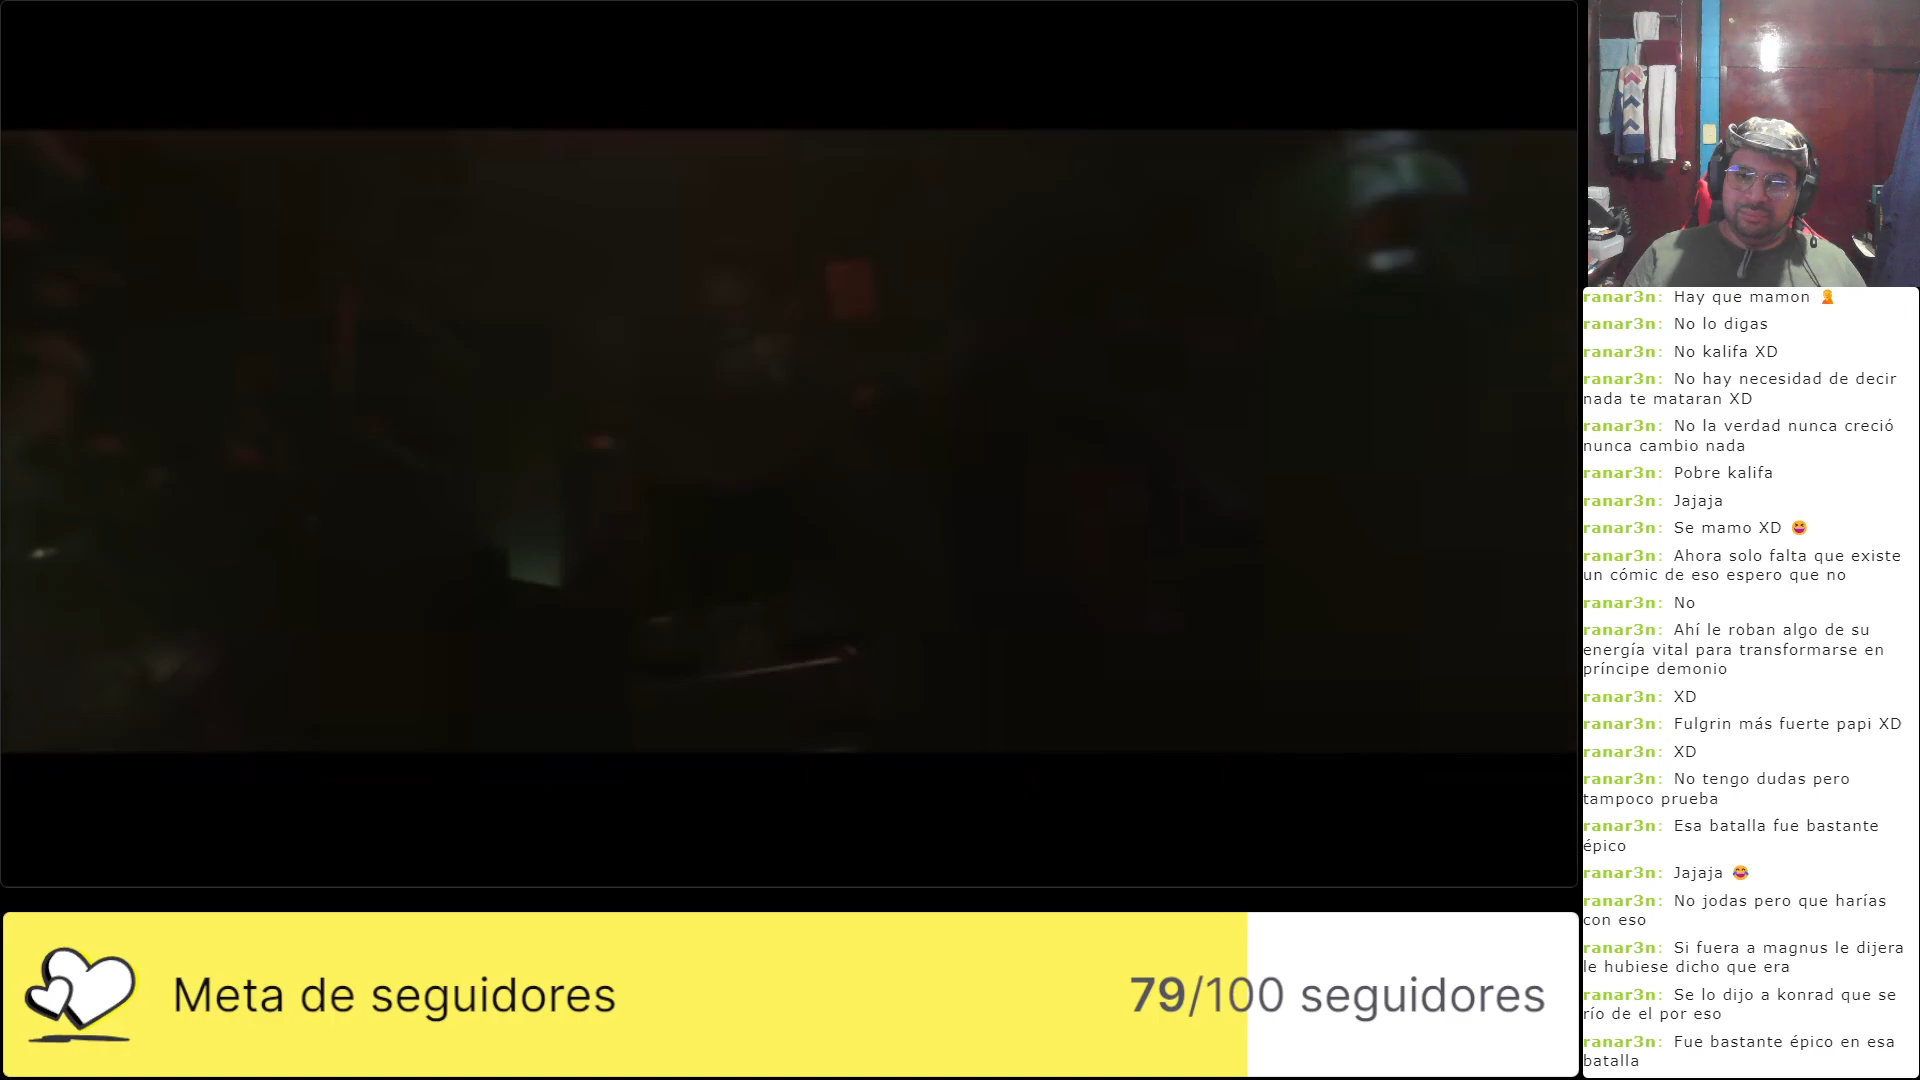 ranar3n: Hay que mamon
ranar3n: No lo digas
ranar3n: No kalifa XD
ranar3n: No hay necesidad de decir
nada te mataran XD
ranar3n: No la verdad nunca creció
nunca cambio nada
ranar3n: Pobre kalifa
ranar3n: Jajaja
ranar3n: Se mamo XD 😆
ranar3n: Ahora solo falta que existe
un cómic de eso espero que no
ranar3n: No
ranar3n: Ahí le roban algo de su
energía vital para transformarse en
príncipe demonio
ranar3n: XD
ranar3n: Fulgrin más fuerte papi XD
ranar3n: XD
ranar3n: No tengo dudas pero
tampoco prueba
ranar3n: Esa batalla fue bastante
épico
ranar3n: Jajaja 😂
ranar3n: No jodas pero que harías
con eso
ranar3n: Si fuera a magnus le dijera
le hubiese dicho que era
ranar3n: Se lo dijo a konrad que se
río de el por eso
ranar3n: Fue bastante épico en esa
batalla
Meta de seguidores
79/100 seguidores